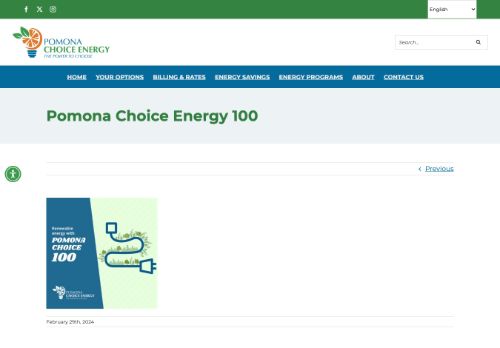 English
POMONA
CHOICE ENERGY
THE POWER TO CHOOSE
Search...
HOME YOUR OPTIONS BILLING & RATES ENERGY SAVINGS ENERGY PROGRAMS ABOUT CONTACT US
Pomona Choice Energy 100
Previous
Renewable
energy with
POMONA
CHOICE
100
POMONA
CHOICE ENERGY
February 29th, 2024